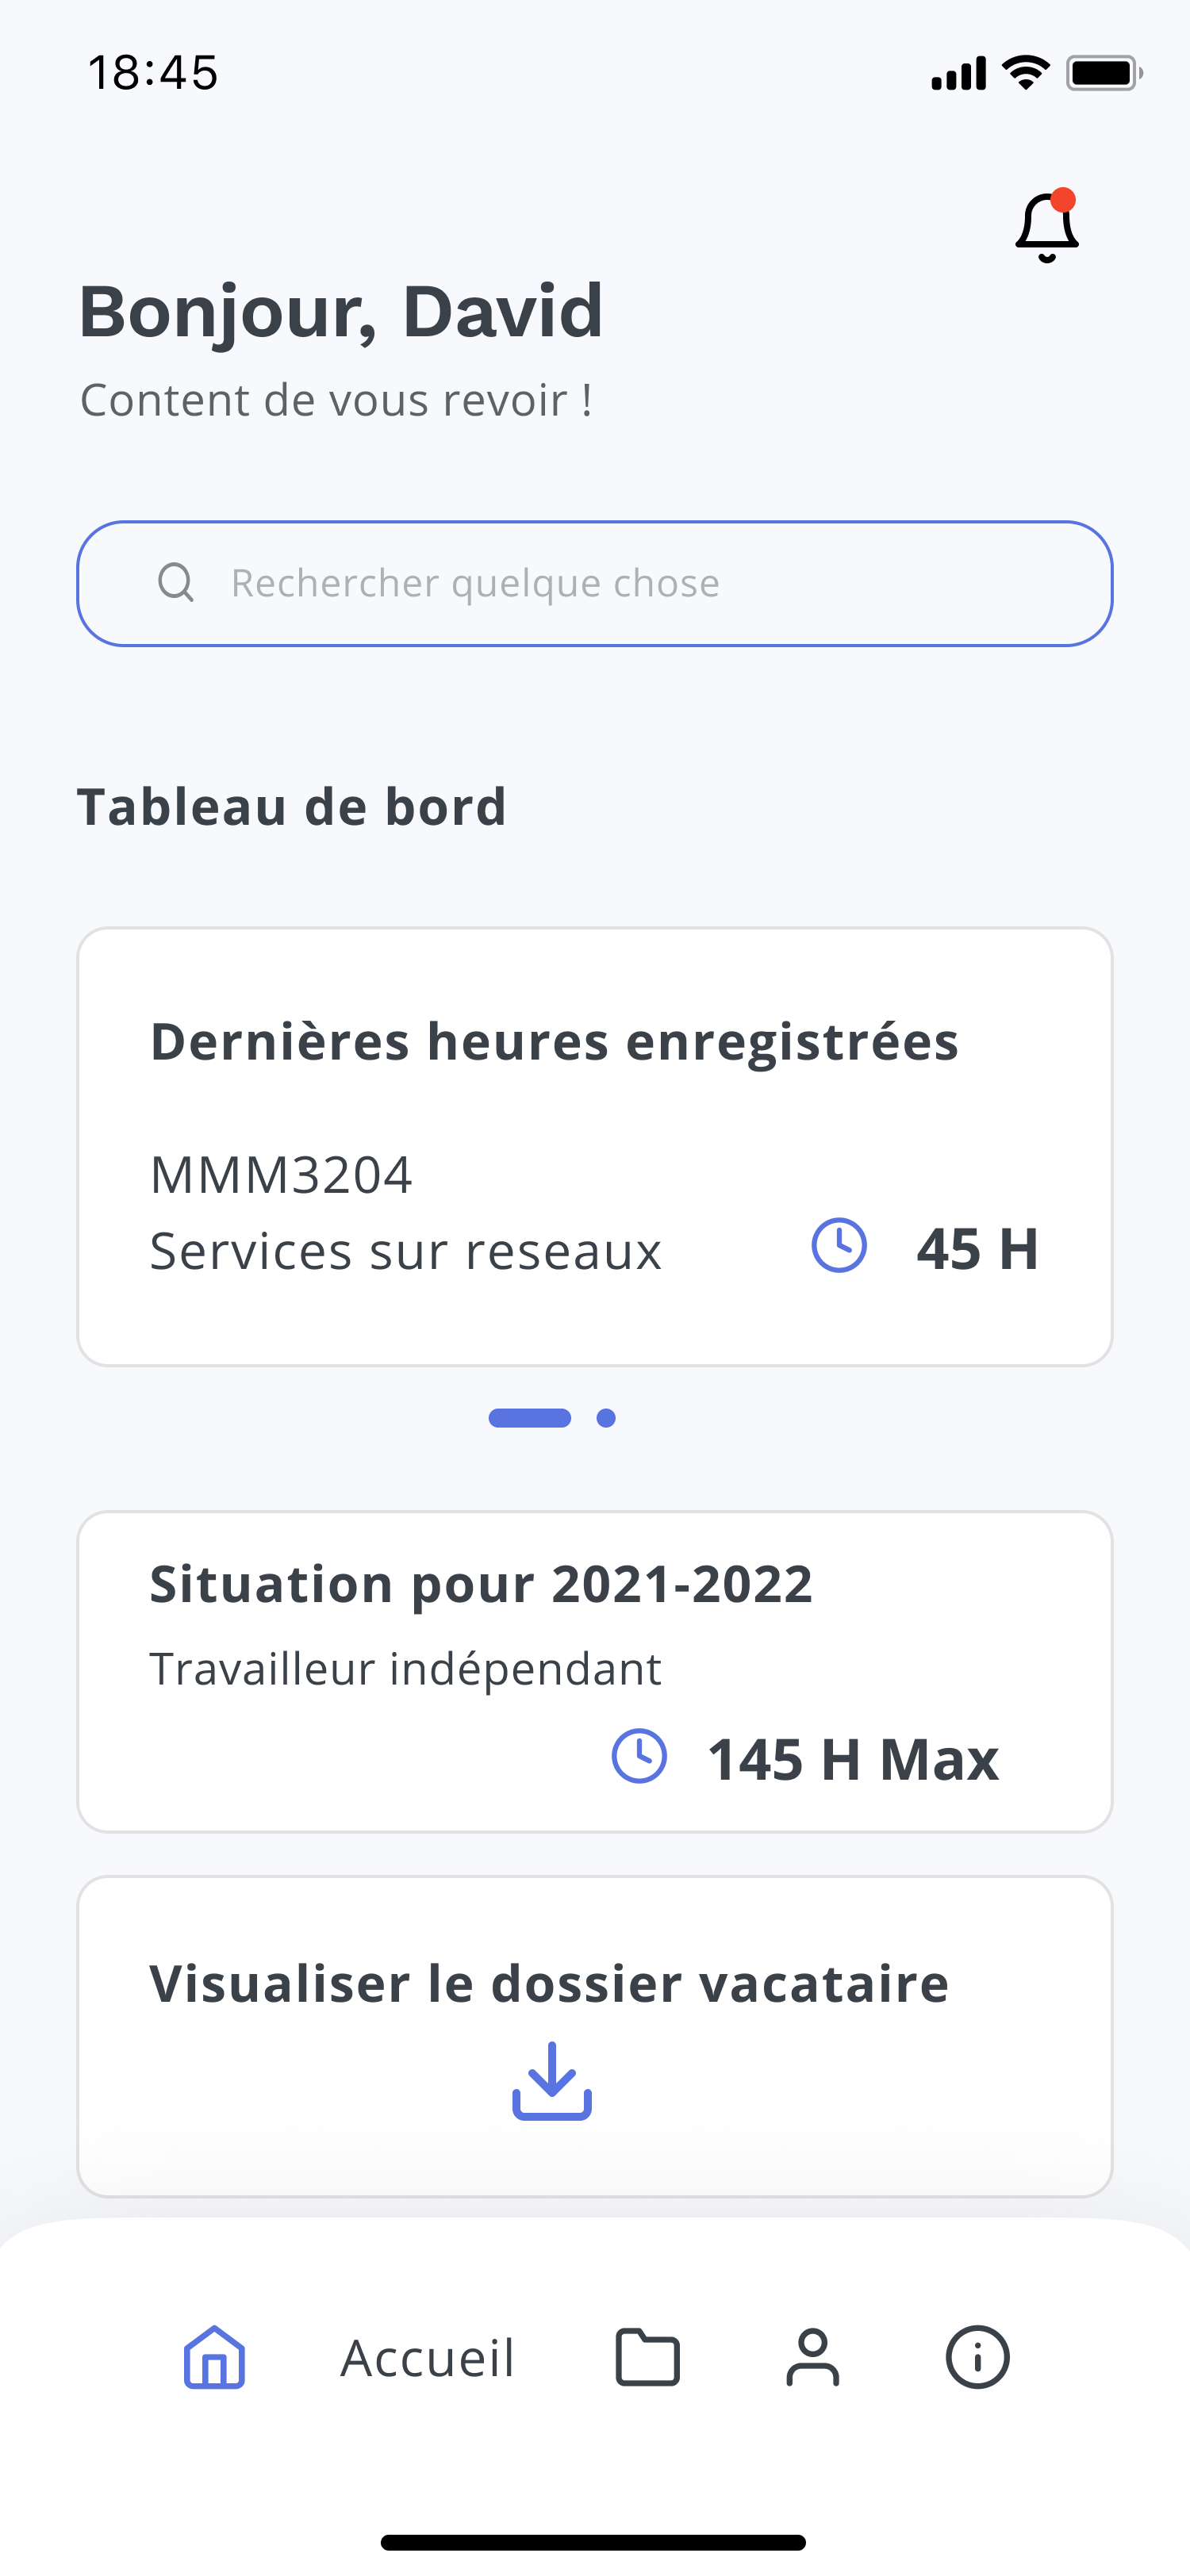 18:45
Bonjour, David
Content de vous revoir !
Rechercher quelque chose
Tableau de bord
Dernières heures enregistrées
MMM3204
Services sur reseaux
45 H
Situation pour 2021-2022
Travailleur indépendant
145 H Max
Visualiser le dossier vacataire
Accueil